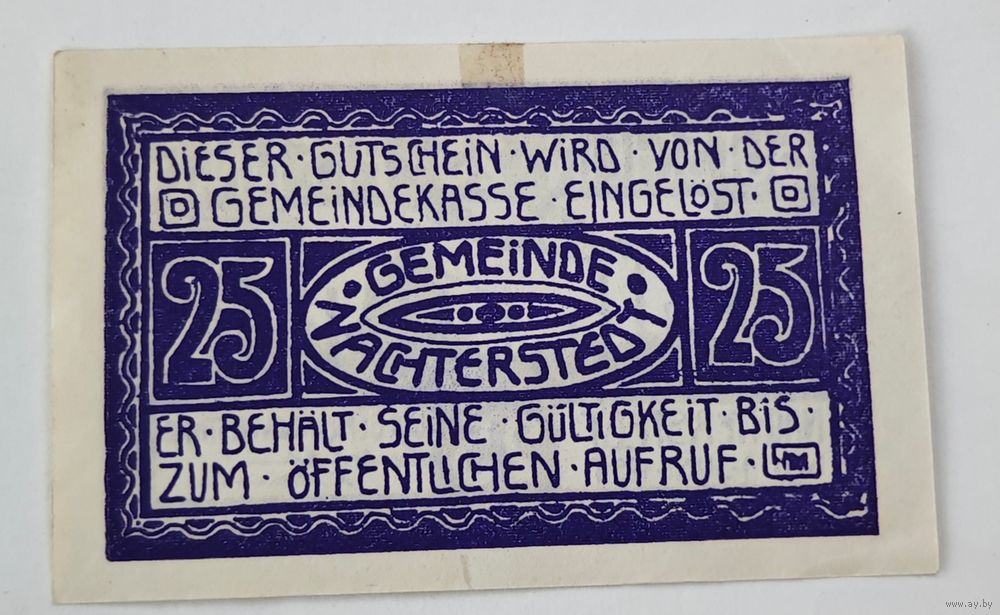 DiESER · GUTSCHEiN · WiRD · VON · DER ·
D GEMEiNDEKASSE · EINGELÖST · D
25 · GEMEiNDE · 25
NACHTERSTEDT
ER · BEHÄLT · SEiNE · GÜLTIGKEiT · BIS ·
ZUM · ÖFFENTLICHEN · AUFRUF ·
www.ay.by